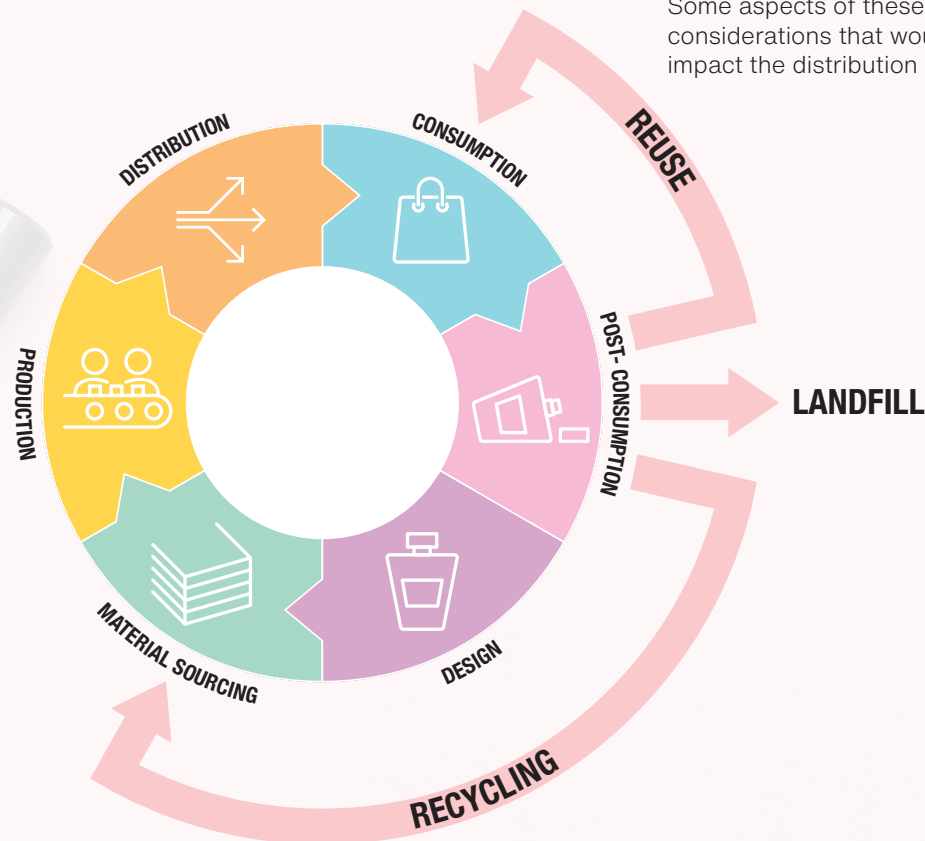 Some aspects of these
considerations that wou
impact the distribution
DISTRIBUTION
CONSUMPTION
REUSE
PRODUCTION
POST- CONSUMPTION
LANDFILL
MATERIAL SOURCING
DESIGN
RECYCLING